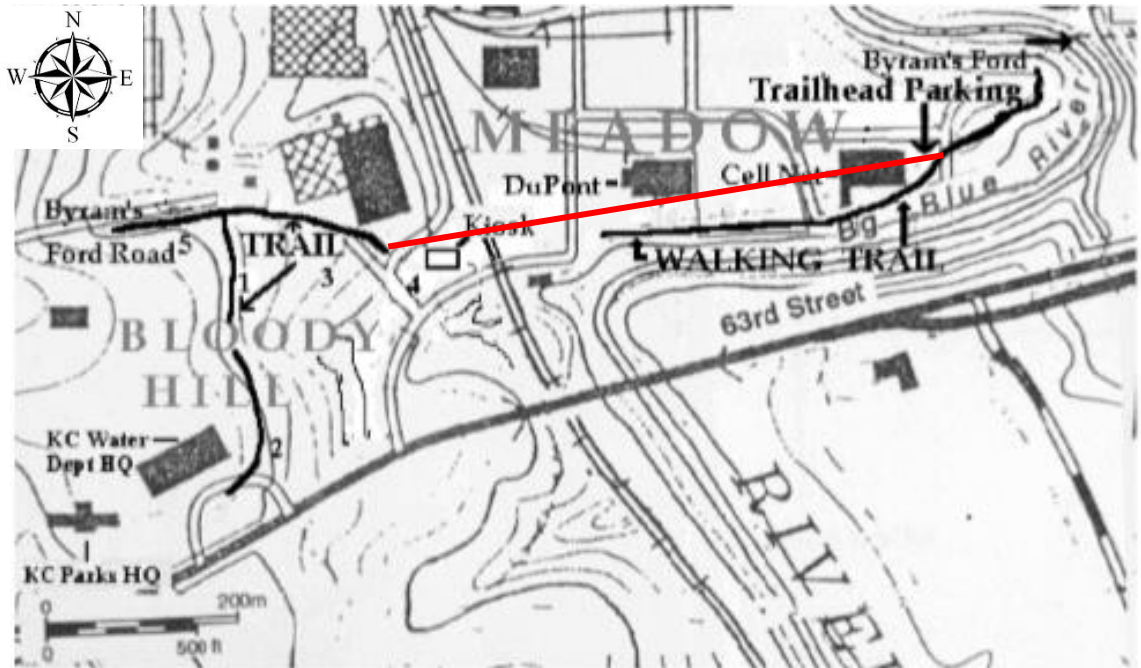 N
W E
S
Byram's Ford
Trailhead Parking
MEADOW
DuPont
Cell Net
Big Blue River
Byram's
Ford Road 5
TRAIL
Kiosk
1
3
4
WALKING TRAIL
63rd Street
BLOODY
HILL
KC Water
Dept HQ
2
KC Parks HQ
RIVER
0 200m
0 500 ft